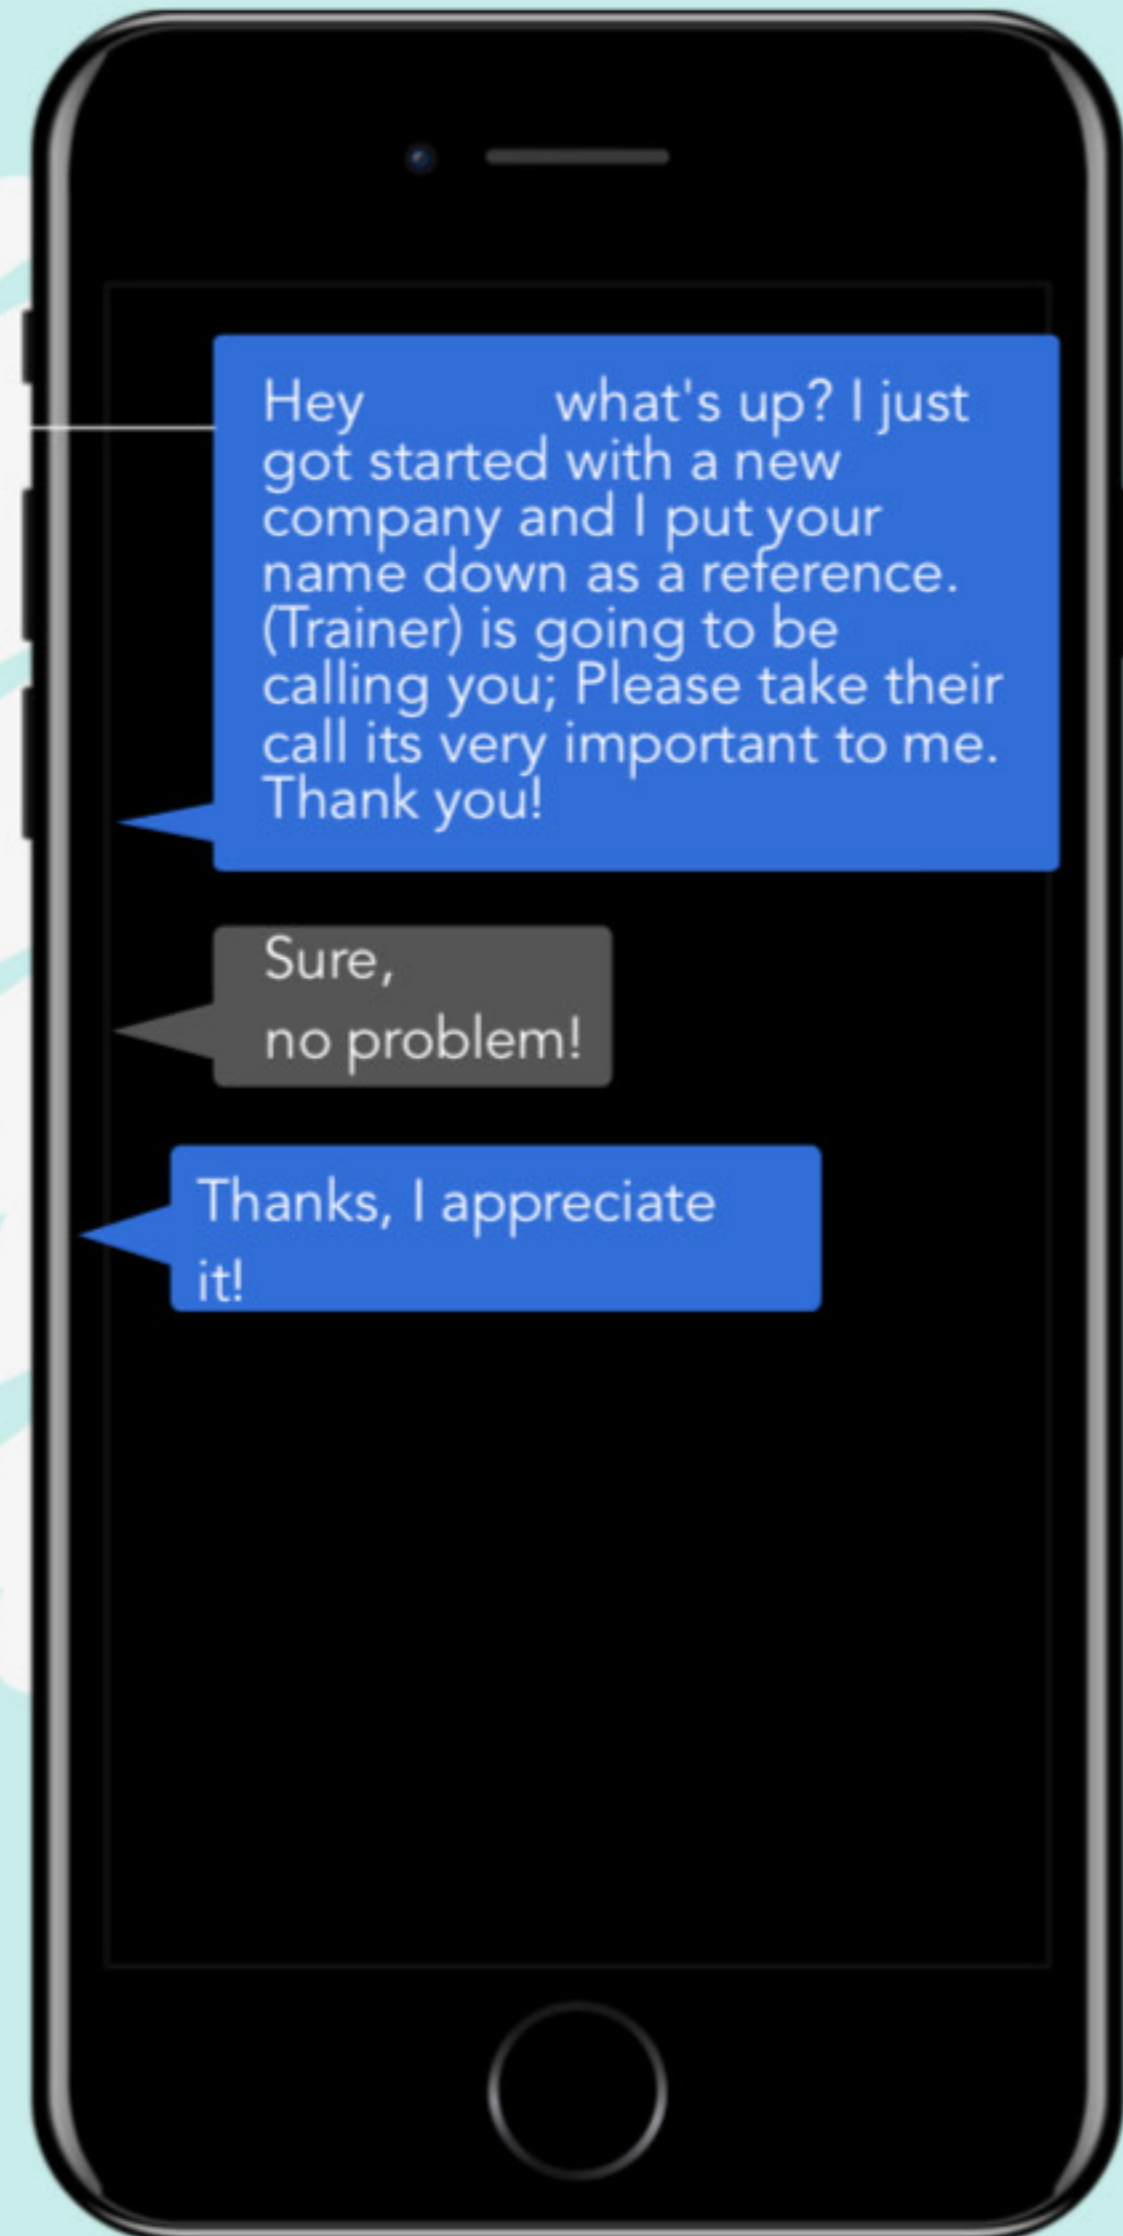 Hey what's up? I just
got started with a new
company and I put your
name down as a reference.
(Trainer) is going to be
calling you; Please take their
call its very important to me.
Thank you!
Sure,
no problem!
Thanks, I appreciate
it!